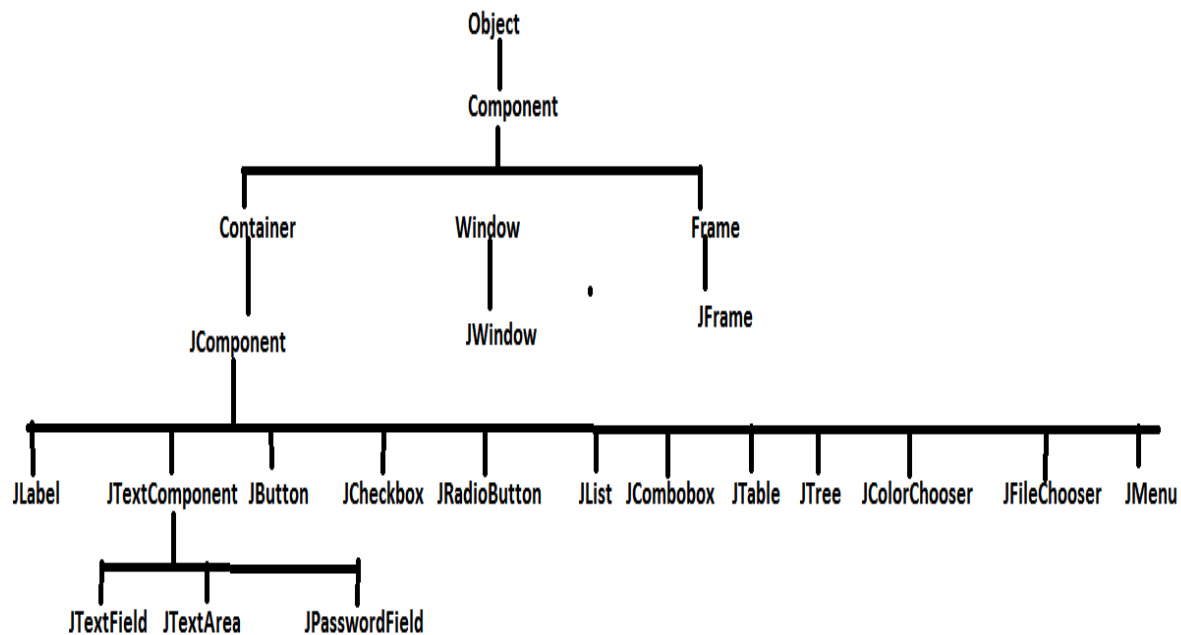 Object
Component
Container Window Frame
JComponent JWindow JFrame
JLabel JTextComponent JButton JCheckbox JRadioButton JList JCombobox JTable JTree JColorChooser JFileChooser JMenu
JTextField JTextArea JPasswordField